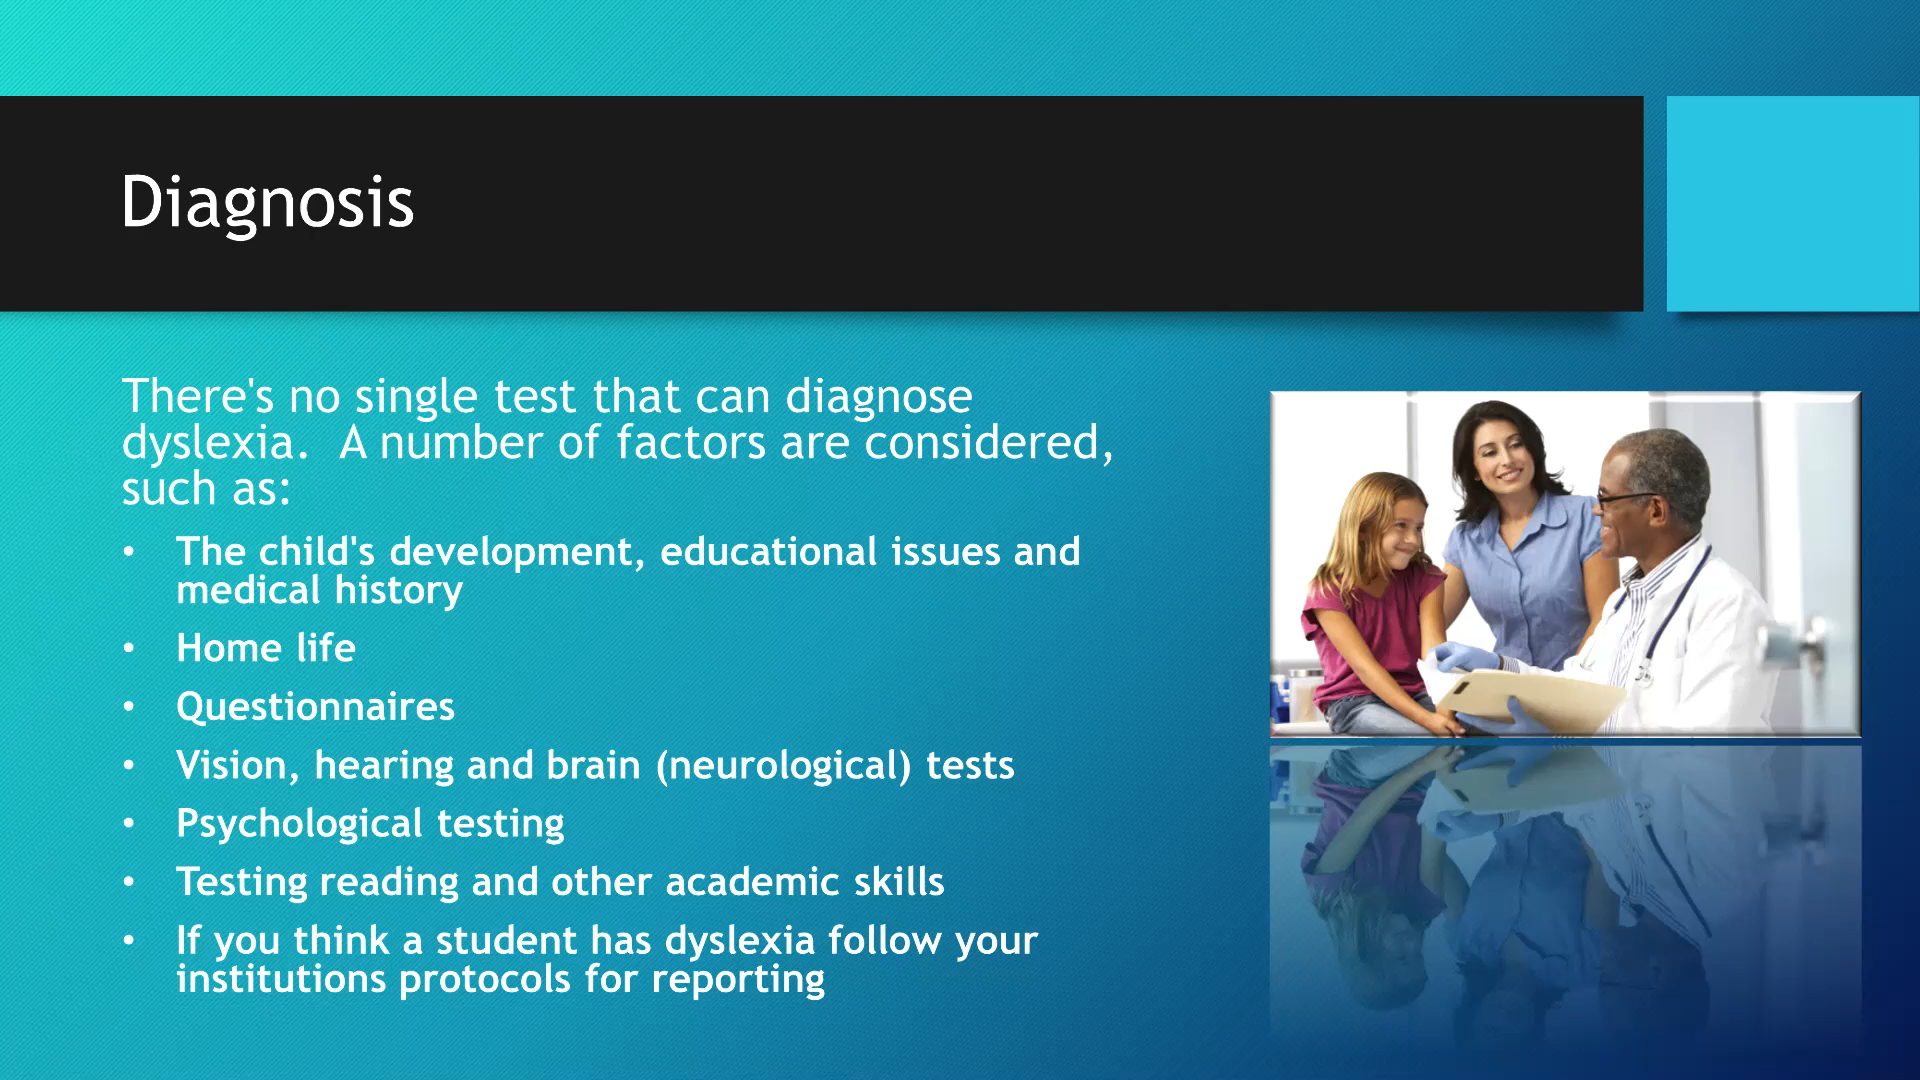 Diagnosis
There's no single test that can diagnose
dyslexia.  A number of factors are considered,
such as:
• The child's development, educational issues and
medical history
• Home life
• Questionnaires
• Vision, hearing and brain (neurological) tests
• Psychological testing
• Testing reading and other academic skills
• If you think a student has dyslexia follow your
institutions protocols for reporting